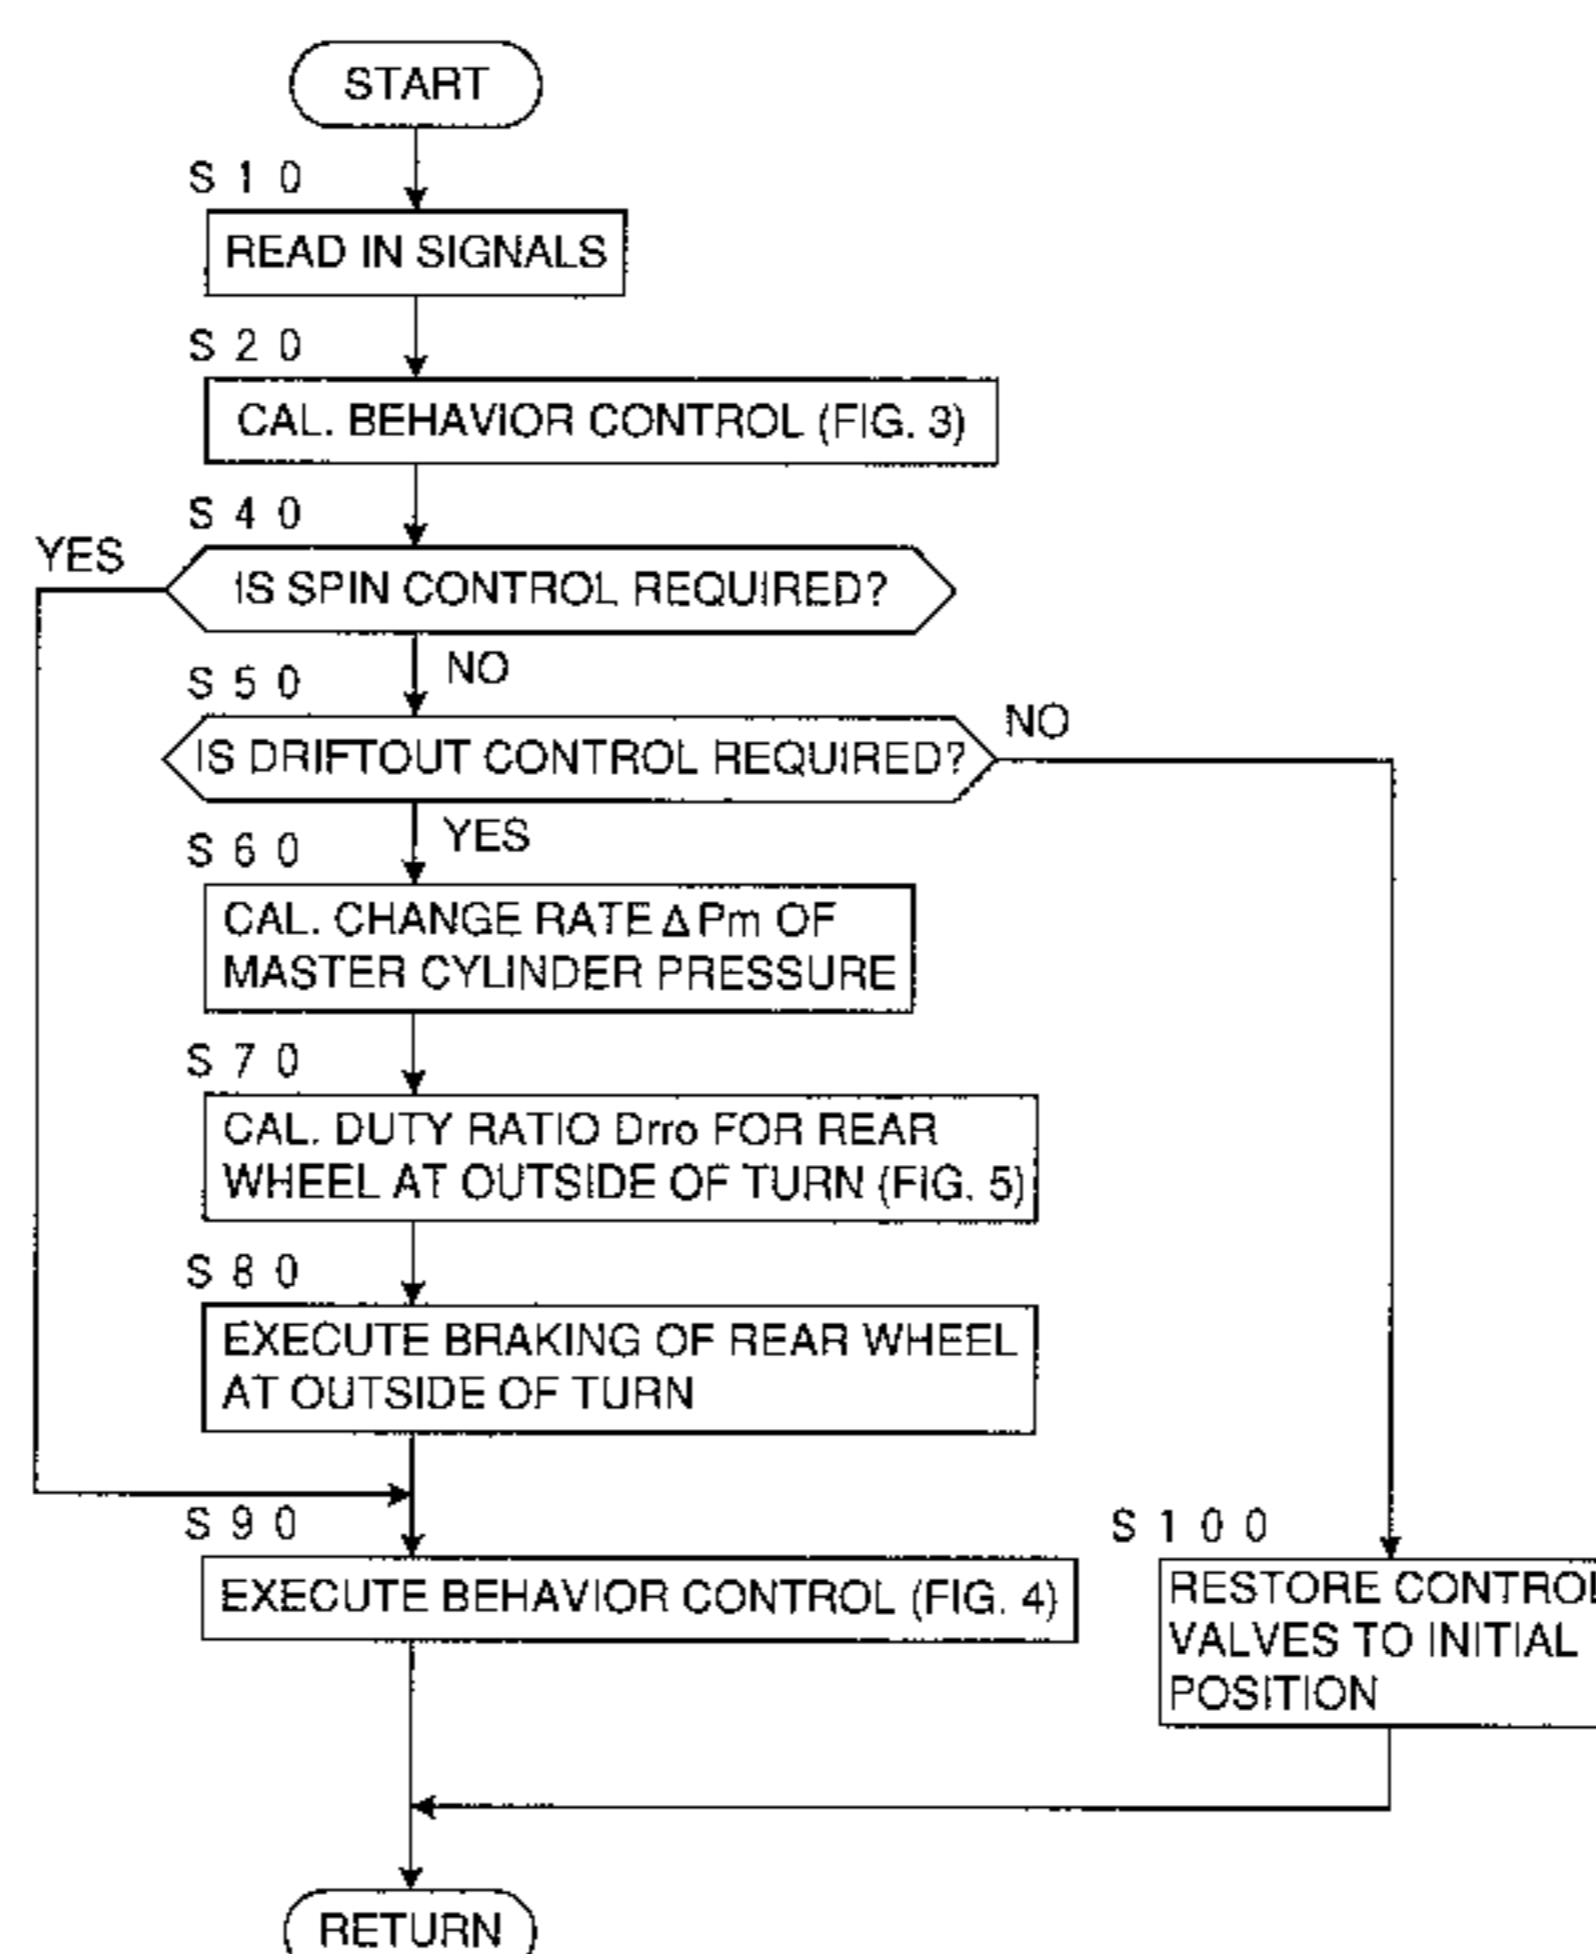 START
S 1 0
READ IN SIGNALS
S 2 0
CAL. BEHAVIOR CONTROL (FIG. 3)
S 4 0
YES
IS SPIN CONTROL REQUIRED?
NO
S 5 0
NO
IS DRIFTOUT CONTROL REQUIRED?
YES
S 6 0
CAL. CHANGE RATE Δ Pm OF
MASTER CYLINDER PRESSURE
S 7 0
CAL. DUTY RATIO Drro FOR REAR
WHEEL AT OUTSIDE OF TURN (FIG. 5)
S 8 0
EXECUTE BRAKING OF REAR WHEEL
AT OUTSIDE OF TURN
S 9 0
EXECUTE BEHAVIOR CONTROL (FIG. 4)
S 1 0 0
RESTORE CONTROL
VALVES TO INITIAL
POSITION
RETURN